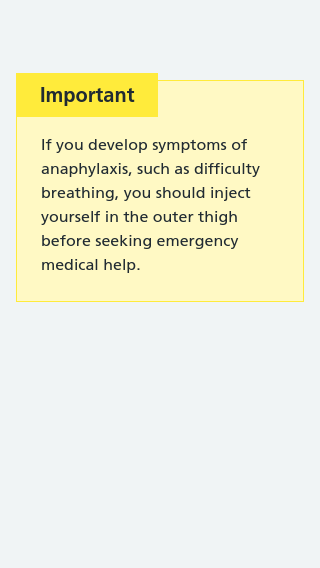 Important
If you develop symptoms of
anaphylaxis, such as difficulty
breathing, you should inject
yourself in the outer thigh
before seeking emergency
medical help.